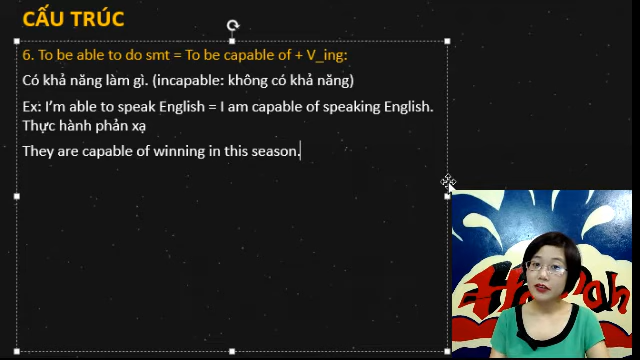 CẤU TRÚC
6. To be able to do smt = To be capable of + V_ing:
Có khả năng làm gì. (incapable: không có khả năng)
Ex: I'm able to speak English = I am capable of speaking English.
Thực hành phản xạ
They are capable of winning in this season.